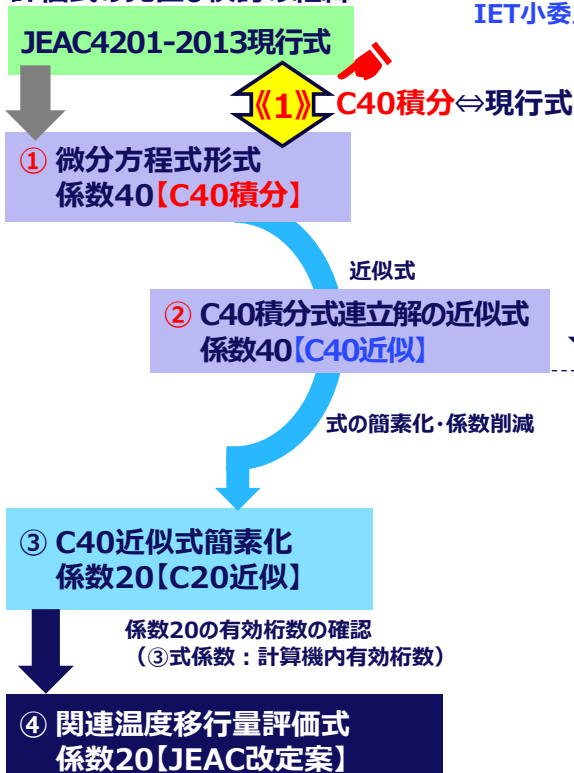 IET小委
JEAC4201-2013現行式
《1》
C40積分⇔現行式
① 微分方程式形式
係数40【C40積分】
近似式
② C40積分式連立解の近似式
係数40【C40近似】
式の簡素化・係数削減
③ C40近似式簡素化
係数20【C20近似】
係数20の有効桁数の確認
（③式係数：計算機内有効桁数）
④ 関連温度移行量評価式
係数20【JEAC改定案】